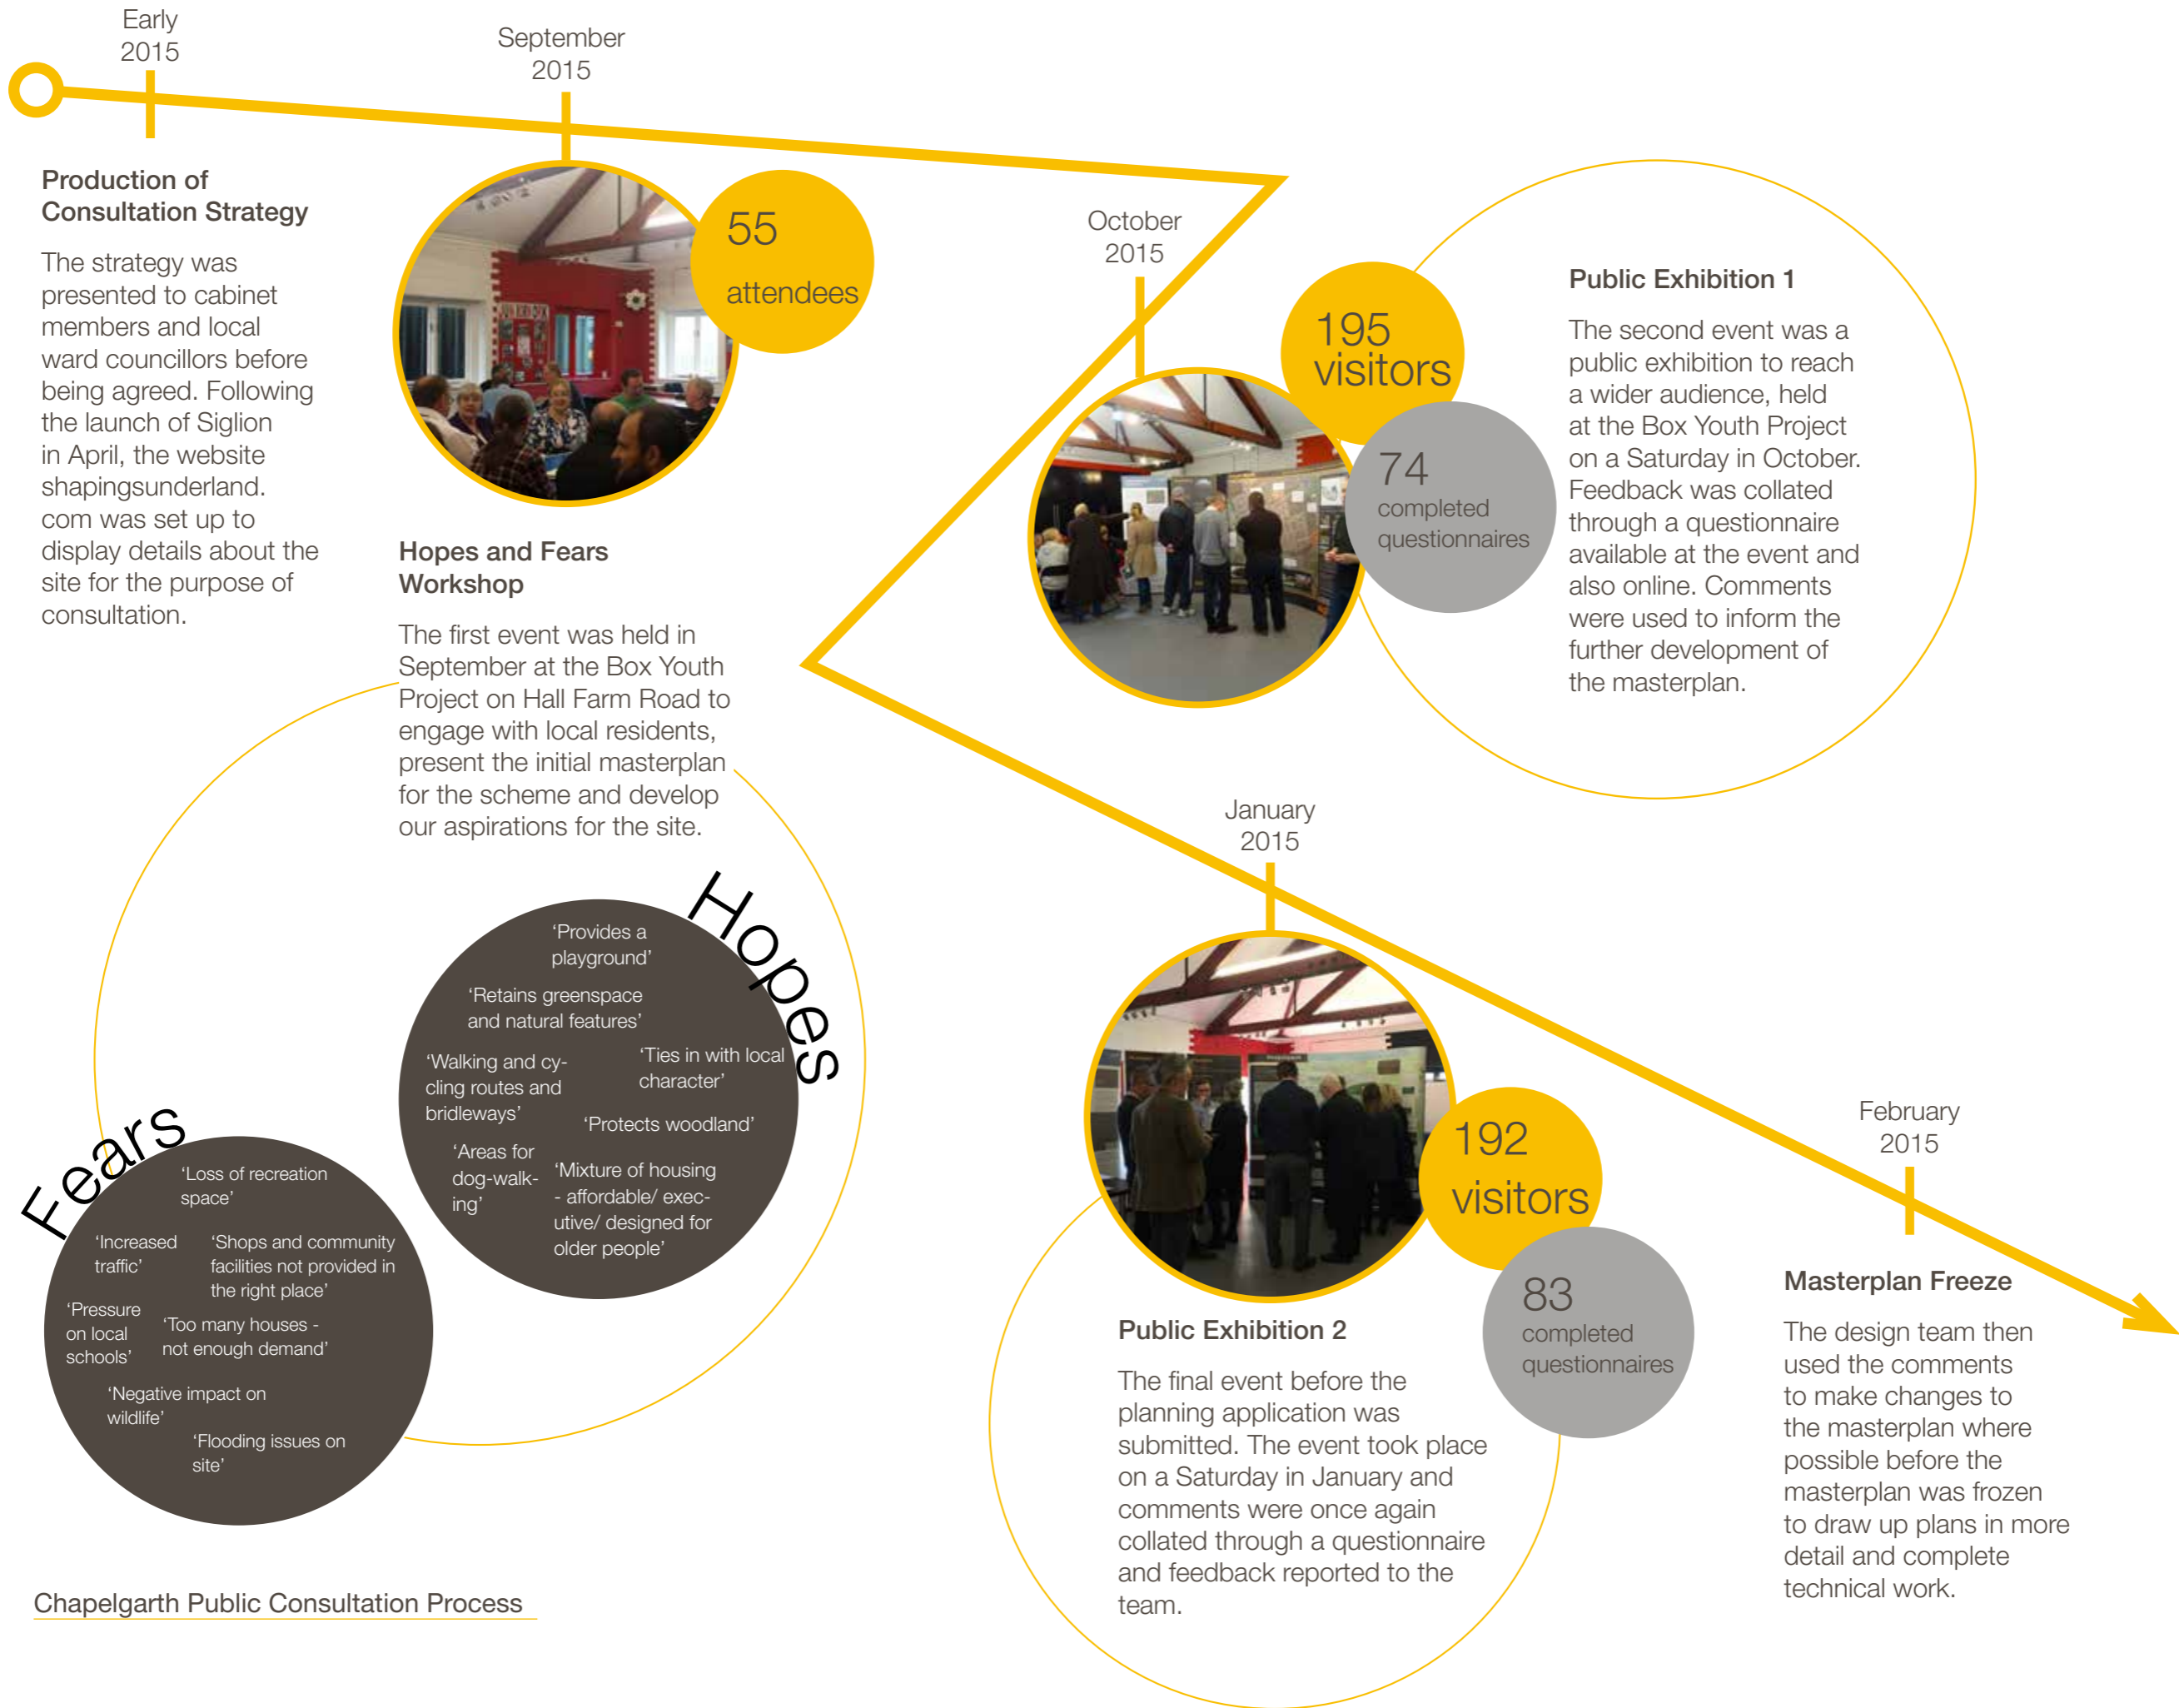 Early
2015
Production of
Consultation Strategy
The strategy was
presented to cabinet
members and local
ward councillors before
being agreed. Following
the launch of Siglion
in April, the website
shapingsunderland.
com was set up to
display details about the
site for the purpose of
consultation.
September
2015
55
attendees
Hopes and Fears
Workshop
The first event was held in
September at the Box Youth
Project on Hall Farm Road to
engage with local residents,
present the initial masterplan
for the scheme and develop
our aspirations for the site.
Hopes
‘Provides a
playground’
‘Retains greenspace
and natural features’
‘Walking and cy-
cling routes and
bridleways’
‘Ties in with local
character’
‘Protects woodland’
‘Areas for
dog-walk-
ing’
‘Mixture of housing
- affordable/ exec-
utive/ designed for
older people’
Fears
‘Loss of recreation
space’
‘Increased
traffic’
‘Shops and community
facilities not provided in
the right place’
‘Pressure
on local
schools’
‘Too many houses -
not enough demand’
‘Negative impact on
wildlife’
‘Flooding issues on
site’
October
2015
195
visitors
74
completed
questionnaires
Public Exhibition 1
The second event was a
public exhibition to reach
a wider audience, held
at the Box Youth Project
on a Saturday in October.
Feedback was collated
through a questionnaire
available at the event and
also online. Comments
were used to inform the
further development of
the masterplan.
January
2015
192
visitors
83
completed
questionnaires
Public Exhibition 2
The final event before the
planning application was
submitted. The event took place
on a Saturday in January and
comments were once again
collated through a questionnaire
and feedback reported to the
team.
February
2015
Masterplan Freeze
The design team then
used the comments
to make changes to
the masterplan where
possible before the
masterplan was frozen
to draw up plans in more
detail and complete
technical work.
Chapelgarth Public Consultation Process